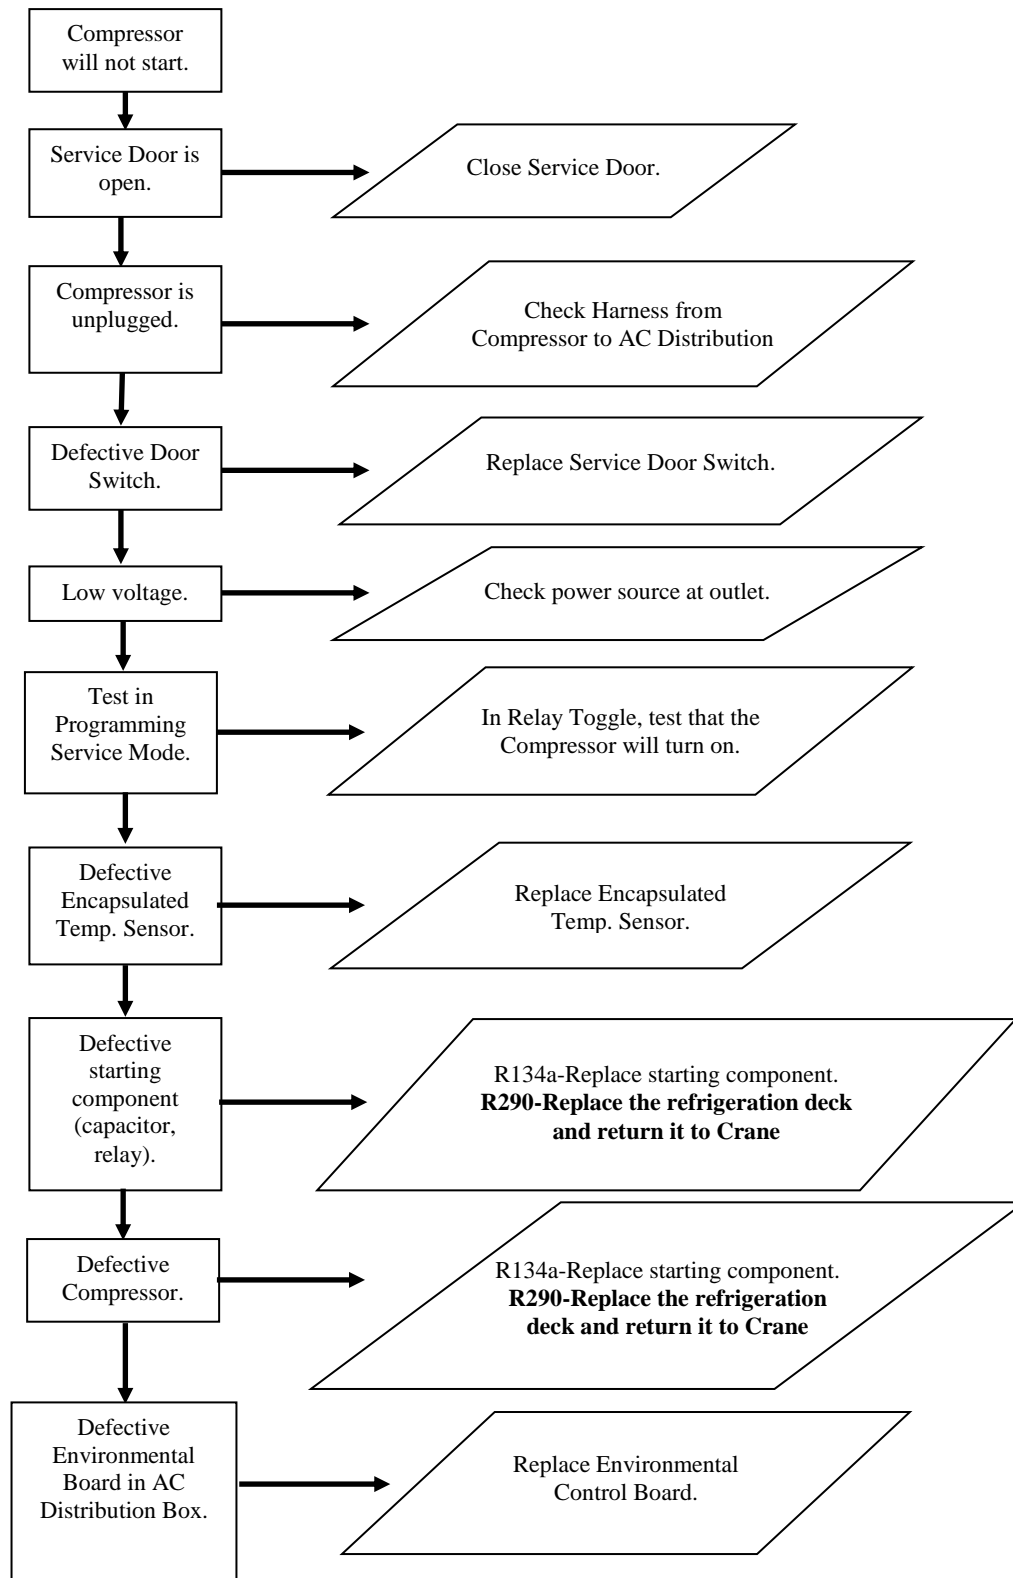 Compressor
will not start.
Service Door is
open.
Close Service Door.
Compressor is
unplugged.
Check Harness from
Compressor to AC Distribution
Defective Door
Switch.
Replace Service Door Switch.
Low voltage.
Check power source at outlet.
Test in
Programming
Service Mode.
In Relay Toggle, test that the
Compressor will turn on.
Defective
Encapsulated
Temp. Sensor.
Replace Encapsulated
Temp. Sensor.
Defective
starting
component
(capacitor,
relay).
R134a-Replace starting component.
R290-Replace the refrigeration deck
and return it to Crane
Defective
Compressor.
R134a-Replace starting component.
R290-Replace the refrigeration
deck and return it to Crane
Defective
Environmental
Board in AC
Distribution Box.
Replace Environmental
Control Board.